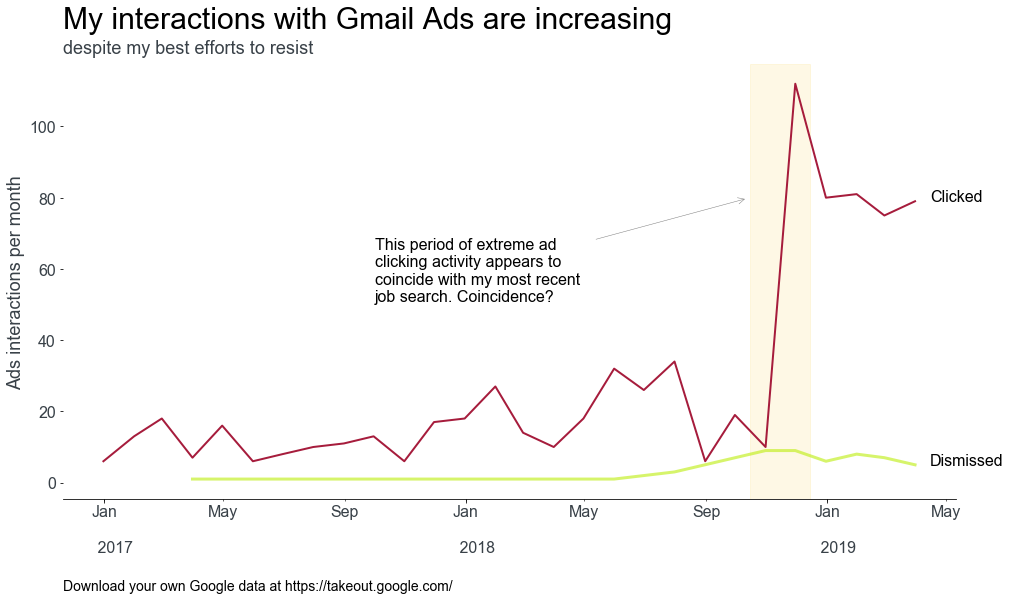 My interactions with Gmail Ads are increasing
despite my best efforts to resist
Ads interactions per month
100
80
60
40
20
0
This period of extreme ad
clicking activity appears to
coincide with my most recent
job search. Coincidence?
Clicked
Dismissed
Jan May Sep Jan May Sep Jan May
2017 2018 2019
Download your own Google data at https://takeout.google.com/